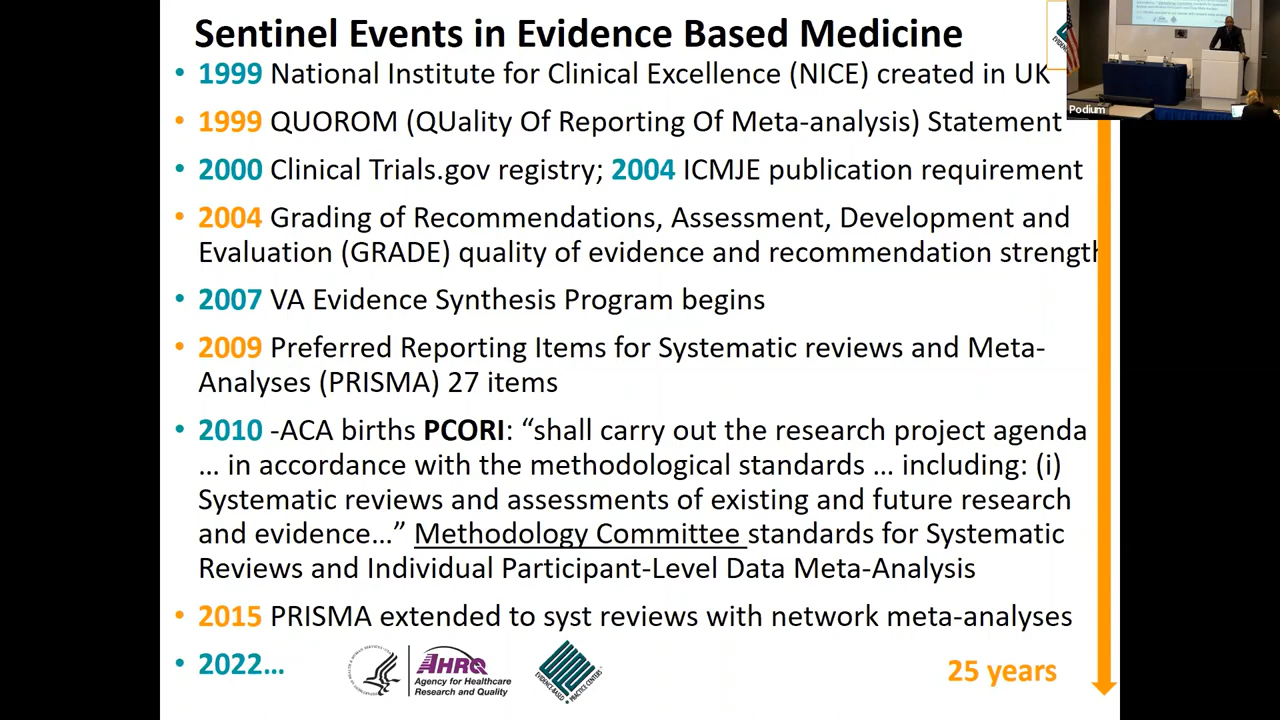 Sentinel Events in Evidence Based Medicine
• 1999 National Institute for Clinical Excellence (NICE) created in UK
• 1999 QUOROM (QUality Of Reporting Of Meta-analysis) Statement
• 2000 Clinical Trials.gov registry; 2004 ICMJE publication requirement
• 2004 Grading of Recommendations, Assessment, Development and
Evaluation (GRADE) quality of evidence and recommendation strength
• 2007 VA Evidence Synthesis Program begins
• 2009 Preferred Reporting Items for Systematic reviews and Meta-
Analyses (PRISMA) 27 items
• 2010 -ACA births PCORI: “shall carry out the research project agenda
… in accordance with the methodological standards … including: (i)
Systematic reviews and assessments of existing and future research
and evidence…” Methodology Committee standards for Systematic
Reviews and Individual Participant-Level Data Meta-Analysis
• 2015 PRISMA extended to syst reviews with network meta-analyses
• 2022…
AHRQ
Agency for Healthcare
Research and Quality
EVIDENCE-BASED
PRACTICE CENTERS
25 years
Podium